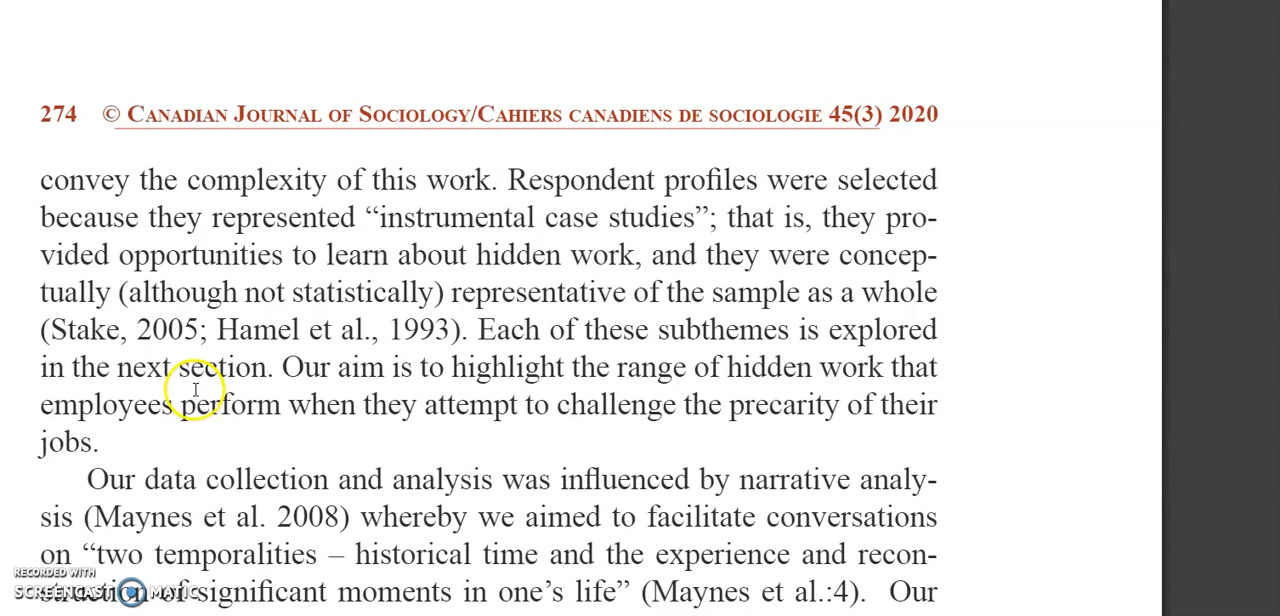 274 © Canadian Journal of Sociology/Cahiers canadiens de sociologie 45(3) 2020
convey the complexity of this work. Respondent profiles were selected
because they represented “instrumental case studies”; that is, they pro-
vided opportunities to learn about hidden work, and they were concep-
tually (although not statistically) representative of the sample as a whole
(Stake, 2005; Hamel et al., 1993). Each of these subthemes is explored
in the next section. Our aim is to highlight the range of hidden work that
employees perform when they attempt to challenge the precarity of their
jobs.
Our data collection and analysis was influenced by narrative analy-
sis (Maynes et al. 2008) whereby we aimed to facilitate conversations
on “two temporalities – historical time and the experience and recon-
struction of significant moments in one’s life” (Maynes et al.:4). Our
RECORDED WITH
SCREENCAST MATIC